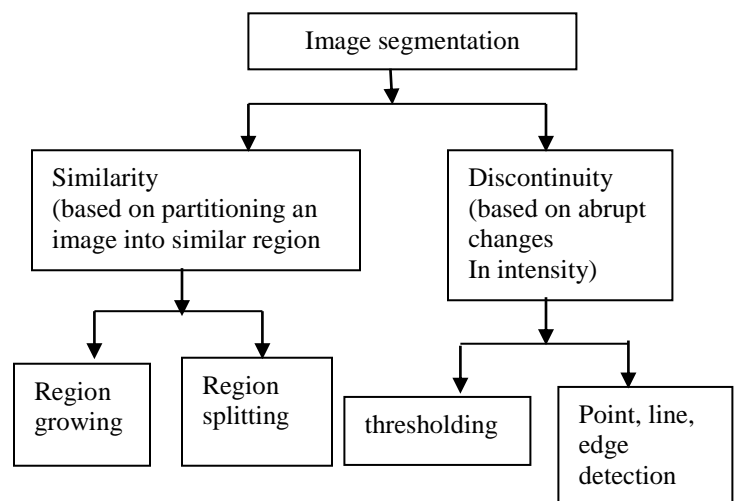 Image segmentation
Similarity
(based on partitioning an
image into similar region
Discontinuity
(based on abrupt
changes
In intensity)
Region
growing
Region
splitting
thresholding
Point, line,
edge
detection